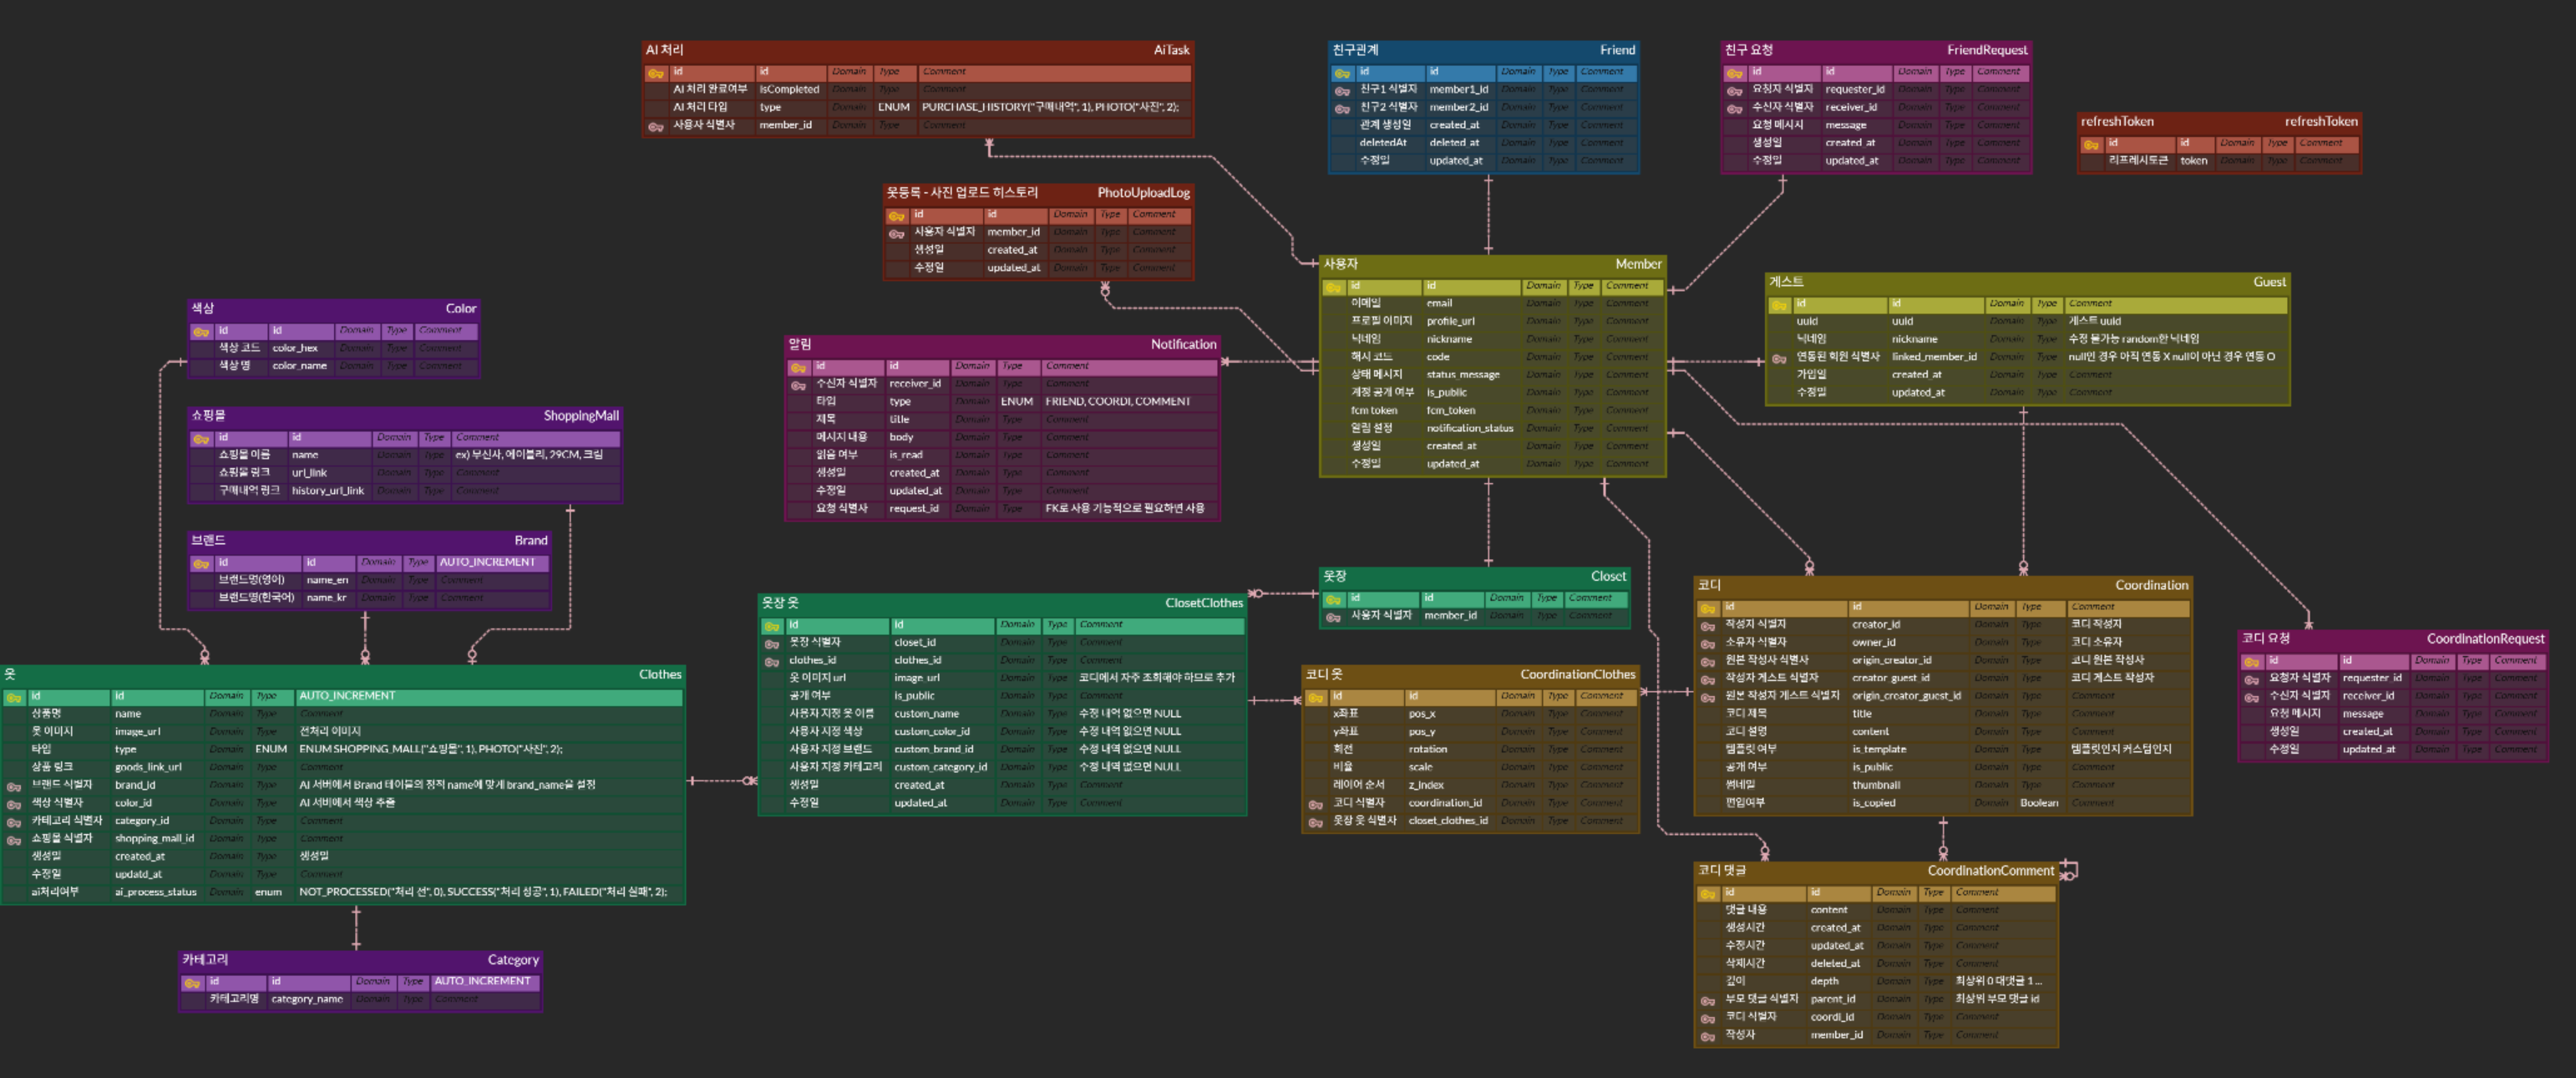 AI 처리 AiTask
id id Domain Type Comment
AI 처리 완료여부 isCompleted Domain Type Comment
AI 처리 타입 type Domain ENUM PURCHASE_HISTORY("구매내역", 1), PHOTO("사진", 2);
사용자 식별자 member_id Domain Type Comment
친구관계 Friend
id id Domain Type Comment
친구1 식별자 member1_id Domain Type Comment
친구2 식별자 member2_id Domain Type Comment
관계 생성일 created_at Domain Type Comment
deletedAt deleted_at Domain Type Comment
수정일 updated_at Domain Type Comment
친구 요청 FriendRequest
id id Domain Type Comment
요청자 식별자 requester_id Domain Type Comment
수신자 식별자 receiver_id Domain Type Comment
요청 메시지 message Domain Type Comment
생성일 created_at Domain Type Comment
수정일 updated_at Domain Type Comment
refreshToken refreshToken
id id Domain Type Comment
리프레시토큰 token Domain Type Comment
옷등록 - 사진 업로드 히스토리 PhotoUploadLog
id id Domain Type Comment
사용자 식별자 member_id Domain Type Comment
생성일 created_at Domain Type Comment
수정일 updated_at Domain Type Comment
사용자 Member
id id Domain Type Comment
이메일 email Domain Type Comment
프로필 이미지 profile_url Domain Type Comment
닉네임 nickname Domain Type Comment
해시 코드 code Domain Type Comment
상태 메시지 status_message Domain Type Comment
계정 공개 여부 is_public Domain Type Comment
fcm token fcm_token Domain Type Comment
알림 설정 notification_status Domain Type Comment
생성일 created_at Domain Type Comment
수정일 updated_at Domain Type Comment
게스트 Guest
id id Domain Type Comment
uuid uuid Domain Type 게스트 uuid
닉네임 nickname Domain Type 수정 불가능 random한 닉네임
연동된 회원 식별자 linked_member_id Domain Type null인 경우 아직 연동 X null이 아닌 경우 연동 O
가입일 created_at Domain Type Comment
수정일 updated_at Domain Type Comment
색상 Color
id id Domain Type Comment
색상 코드 color_hex Domain Type Comment
색상 명 color_name Domain Type Comment
알림 Notification
id id Domain Type Comment
수신자 식별자 receiver_id Domain Type Comment
타입 type Domain ENUM FRIEND, COORDI, COMMENT
제목 title Domain Type Comment
메시지 내용 body Domain Type Comment
읽음 여부 is_read Domain Type Comment
생성일 created_at Domain Type Comment
수정일 updated_at Domain Type Comment
요청 식별자 request_id Domain Type FK로 사용 기능적으로 필요하면 사용
쇼핑몰 ShoppingMall
id id Domain Type Comment
쇼핑몰 이름 name Domain Type ex) 무신사, 에이블리, 29CM, 크림
쇼핑몰 링크 url_link Domain Type Comment
구매내역 링크 history_url_link Domain Type Comment
브랜드 Brand
id id Domain Type AUTO_INCREMENT
브랜드명(영어) name_en Domain Type Comment
브랜드명(한국어) name_kr Domain Type Comment
옷장 Closet
id id Domain Type Comment
사용자 식별자 member_id Domain Type Comment
옷장 옷 ClosetClothes
id id Domain Type Comment
옷장 식별자 closet_id Domain Type Comment
clothes_id clothes_id Domain Type Comment
옷 이미지 url image_url Domain Type 코디에서 자주 조회해야 하므로 추가
공개 여부 is_public Domain Type Comment
사용자 지정 옷 이름 custom_name Domain Type 수정 내역 없으면 NULL
사용자 지정 색상 custom_color_id Domain Type 수정 내역 없으면 NULL
사용자 지정 브랜드 custom_brand_id Domain Type 수정 내역 없으면 NULL
사용자 지정 카테고리 custom_category_id Domain Type 수정 내역 없으면 NULL
생성일 created_at Domain Type Comment
수정일 updated_at Domain Type Comment
코디 Coordination
id id Domain Type Comment
작성자 식별자 creator_id Domain Type 코디 작성자
소유자 식별자 owner_id Domain Type 코디 소유자
원본 작성자 식별자 origin_creator_id Domain Type 코디 원본 작성자
작성자 게스트 식별자 creator_guest_id Domain Type 코디 게스트 작성자
원본 작성자 게스트 식별자 origin_creator_guest_id Domain Type Comment
코디 제목 title Domain Type Comment
코디 설명 content Domain Type Comment
템플릿 여부 is_template Domain Type 템플릿인지 커스텀인지
공개 여부 is_public Domain Type Comment
썸네일 thumbnail Domain Type Comment
편입여부 is_copied Domain Boolean Comment
코디 요청 CoordinationRequest
id id Domain Type Comment
요청자 식별자 requester_id Domain Type Comment
수신자 식별자 receiver_id Domain Type Comment
요청 메시지 message Domain Type Comment
생성일 created_at Domain Type Comment
수정일 updated_at Domain Type Comment
옷 Clothes
id id Domain Type AUTO_INCREMENT
상품명 name Domain Type Comment
옷 이미지 image_url Domain Type 전처리 이미지
타입 type Domain ENUM ENUM SHOPPING_MALL("쇼핑몰", 1), PHOTO("사진", 2);
상품 링크 goods_link_url Domain Type Comment
브랜드 식별자 brand_id Domain Type AI 서버에서 Brand 테이블의 정적 name에 맞게 brand_name을 설정
색상 식별자 color_id Domain Type AI 서버에서 색상 추출
카테고리 식별자 category_id Domain Type Comment
쇼핑몰 식별자 shopping_mall_id Domain Type Comment
생성일 created_at Domain Type 생성일
수정일 updatd_at Domain Type Comment
ai처리여부 ai_process_status Domain enum NOT_PROCESSED("처리 전", 0), SUCCESS("처리 성공", 1), FAILED("처리 실패", 2);
코디 옷 CoordinationClothes
id id Domain Type Comment
x좌표 pos_x Domain Type Comment
y좌표 pos_y Domain Type Comment
회전 rotation Domain Type Comment
비율 scale Domain Type Comment
레이어 순서 z_index Domain Type Comment
코디 식별자 coordination_id Domain Type Comment
옷장 옷 식별자 closet_clothes_id Domain Type Comment
코디 댓글 CoordinationComment
id id Domain Type Comment
댓글 내용 content Domain Type Comment
생성시간 created_at Domain Type Comment
수정시간 updated_at Domain Type Comment
삭제시간 deleted_at Domain Type Comment
깊이 depth Domain Type 최상위 0 대댓글 1 ...
부모 댓글 식별자 parent_id Domain Type 최상위 부모 댓글 id
코디 식별자 coordi_id Domain Type Comment
작성자 member_id Domain Type Comment
카테고리 Category
id id Domain Type AUTO_INCREMENT
카테고리명 category_name Domain Type Comment